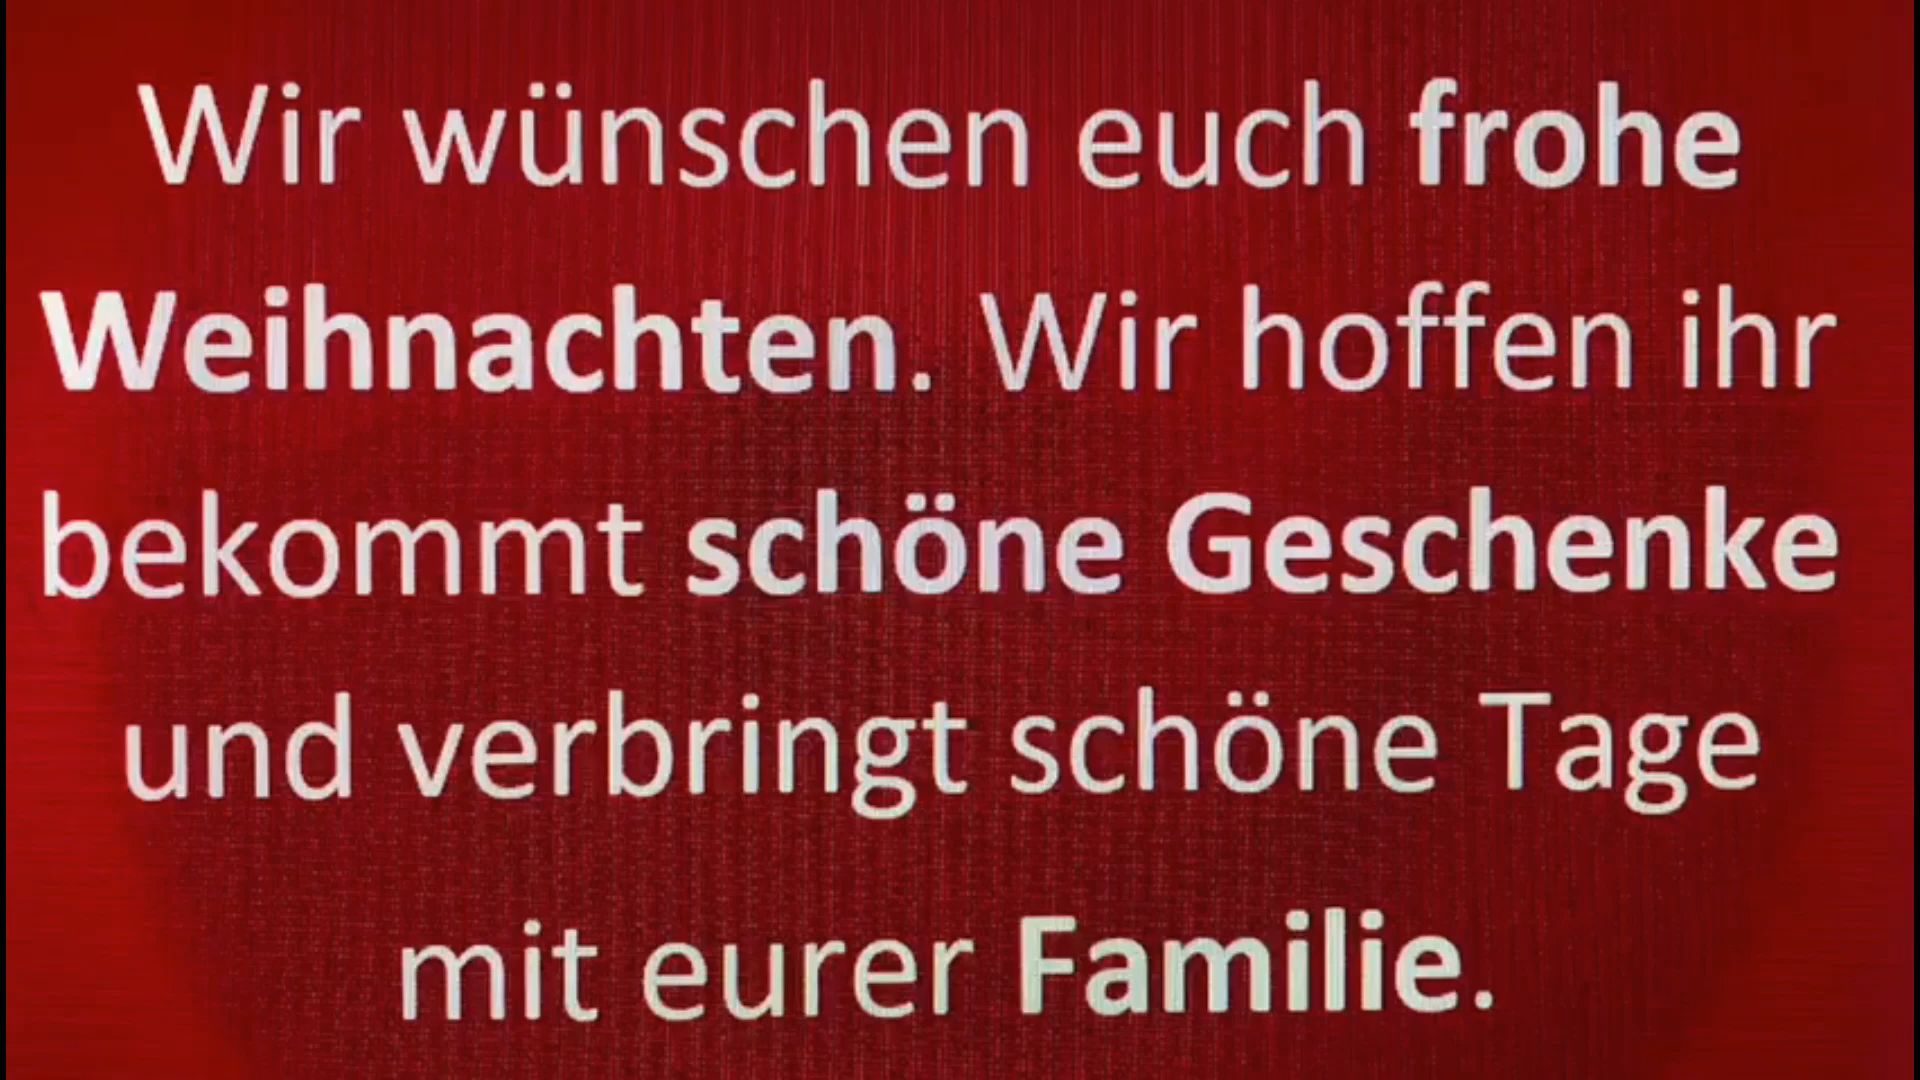 Wir wünschen euch frohe
Weihnachten. Wir hoffen ihr
bekommt schöne Geschenke
und verbringt schöne Tage
mit eurer Familie.